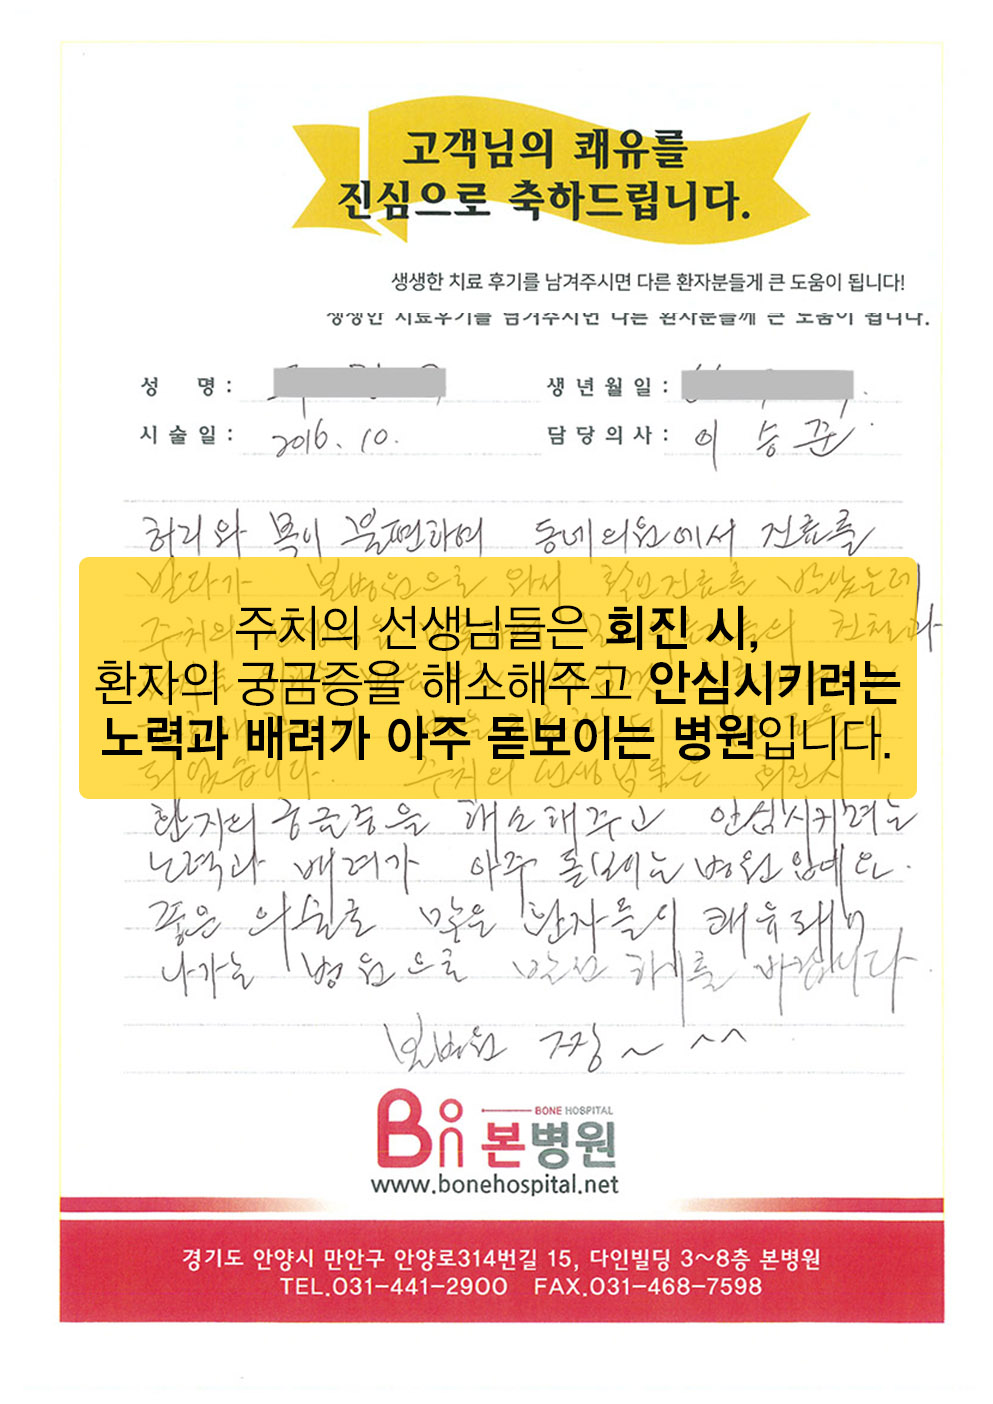 고객님의 쾌유를
진심으로 축하드립니다.
생생한 치료 후기를 남겨주시면 다른 환자분들게 큰 도움이 됩니다!
생생한 치료후기를 남겨주시면 다른 환자분들께 큰 도움이 됩니다.
성 명 :
생년월일 :
시술일 : 2016. 10.
담당의사 : 이승준
허리와 목이 불편하여 동네의원에서 진료를
받다가 본병원으로 와서 진료를 받았는데
주치의 친절과
주치의 선생님들은 회진 시,
환자의 궁금증을 해소해주고 안심시키려는
노력과 배려가 아주 돋보이는 병원입니다.
되었습니다. 주치의 선생님들은 회진시
환자의 궁금증을 해소해주고 안심시키려는
노력과 배려가 아주 돋보이는 병원입니다.
좋은 의술로 많은 환자들이 쾌유되어
나가는 병원으로 발전하기를 바랍니다
본병원 짱~ ^^
Bon
BONE HOSPITAL
본병원
www.bonehospital.net
경기도 안양시 만안구 안양로314번길 15, 다인빌딩 3~8층 본병원
TEL.031-441-2900 FAX.031-468-7598